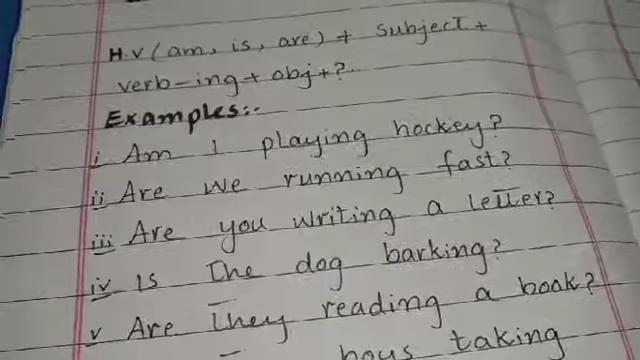 H.V (am, is, are) + subject +
verb-ing + obj + ?
Examples:-
i Am I playing hockey?
ii Are we running fast?
iii Are you writing a letter?
iv Is the dog barking?
v Are they reading a book?
boys taking